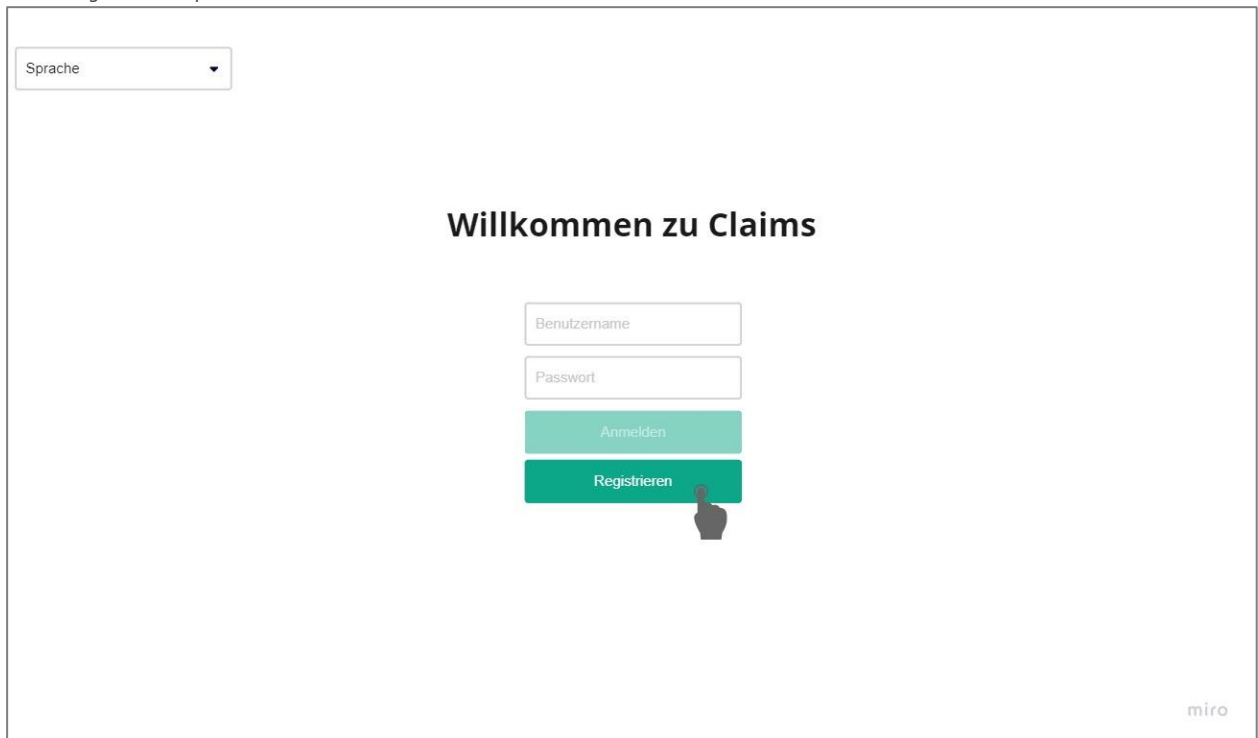 Sprache
Willkommen zu Claims
Benutzername
Passwort
Anmelden
Registrieren
miro